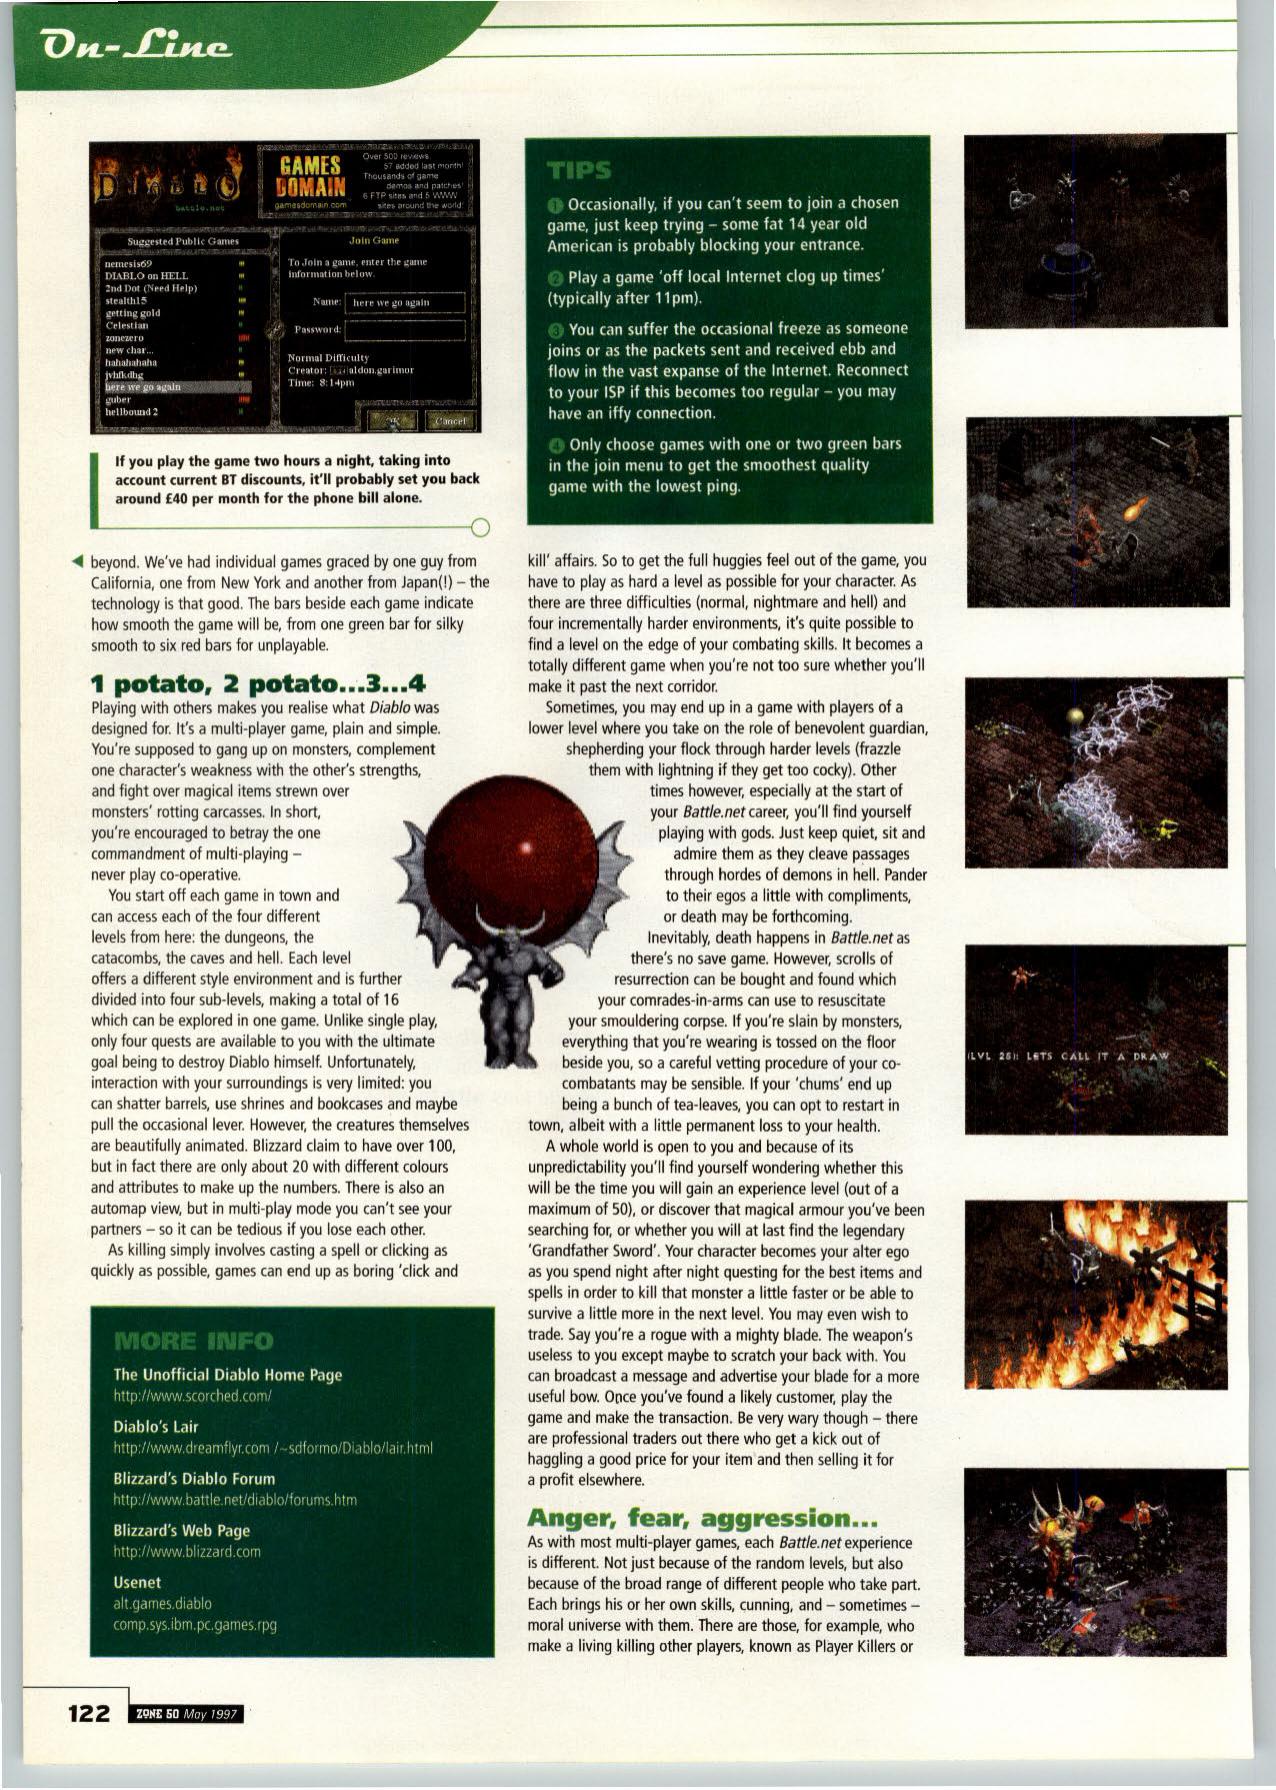 On-Line
DIABLO
battle.net
GAMES
DOMAIN
gamesdomain.com
Over 500 reviews
57 added last month!
Thousands of game
demos and patches!
6 FTP sites and 5 WWW
sites around the world!
Suggested Public Games
nemesis69
DIABLO on HELL
2nd Dot (Need Help)
stealth15
getting gold
Celestian
zonezero
new char...
hahahahaha
jvhfkdhg
here we go again
guber
hellbound 2
Join Game
To Join a game, enter the game
information below.
Name: here we go again
Password:
Normal Difficulty
Creator: aldon.garimor
Time: 8:14pm
OK
Cancel
If you play the game two hours a night, taking into
account current BT discounts, it'll probably set you back
around £40 per month for the phone bill alone.
beyond. We've had individual games graced by one guy from
California, one from New York and another from Japan(!) – the
technology is that good. The bars beside each game indicate
how smooth the game will be, from one green bar for silky
smooth to six red bars for unplayable.
1 potato, 2 potato...3...4
Playing with others makes you realise what Diablo was
designed for. It's a multi-player game, plain and simple.
You're supposed to gang up on monsters, complement
one character's weakness with the other's strengths,
and fight over magical items strewn over
monsters' rotting carcasses. In short,
you're encouraged to betray the one
commandment of multi-playing –
never play co-operative.
You start off each game in town and
can access each of the four different
levels from here: the dungeons, the
catacombs, the caves and hell. Each level
offers a different style environment and is further
divided into four sub-levels, making a total of 16
which can be explored in one game. Unlike single play,
only four quests are available to you with the ultimate
goal being to destroy Diablo himself. Unfortunately,
interaction with your surroundings is very limited: you
can shatter barrels, use shrines and bookcases and maybe
pull the occasional lever. However, the creatures themselves
are beautifully animated. Blizzard claim to have over 100,
but in fact there are only about 20 with different colours
and attributes to make up the numbers. There is also an
automap view, but in multi-play mode you can't see your
partners – so it can be tedious if you lose each other.
As killing simply involves casting a spell or clicking as
quickly as possible, games can end up as boring 'click and
MORE INFO
The Unofficial Diablo Home Page
http://www.scorched.com/
Diablo's Lair
http://www.dreamflyr.com /~sdformo/Diablo/lair.html
Blizzard's Diablo Forum
http://www.battle.net/diablo/forums.htm
Blizzard's Web Page
http://www.blizzard.com
Usenet
alt.games.diablo
comp.sys.ibm.pc.games.rpg
TIPS
1 Occasionally, if you can't seem to join a chosen
game, just keep trying – some fat 14 year old
American is probably blocking your entrance.
2 Play a game 'off local Internet clog up times'
(typically after 11pm).
3 You can suffer the occasional freeze as someone
joins or as the packets sent and received ebb and
flow in the vast expanse of the Internet. Reconnect
to your ISP if this becomes too regular – you may
have an iffy connection.
4 Only choose games with one or two green bars
in the join menu to get the smoothest quality
game with the lowest ping.
kill' affairs. So to get the full huggies feel out of the game, you
have to play as hard a level as possible for your character. As
there are three difficulties (normal, nightmare and hell) and
four incrementally harder environments, it's quite possible to
find a level on the edge of your combating skills. It becomes a
totally different game when you're not too sure whether you'll
make it past the next corridor.
Sometimes, you may end up in a game with players of a
lower level where you take on the role of benevolent guardian,
shepherding your flock through harder levels (frazzle
them with lightning if they get too cocky). Other
times however, especially at the start of
your Battle.net career, you'll find yourself
playing with gods. Just keep quiet, sit and
admire them as they cleave passages
through hordes of demons in hell. Pander
to their egos a little with compliments,
or death may be forthcoming.
Inevitably, death happens in Battle.net as
there's no save game. However, scrolls of
resurrection can be bought and found which
your comrades-in-arms can use to resuscitate
your smouldering corpse. If you're slain by monsters,
everything that you're wearing is tossed on the floor
beside you, so a careful vetting procedure of your co-
combatants may be sensible. If your 'chums' end up
being a bunch of tea-leaves, you can opt to restart in
town, albeit with a little permanent loss to your health.
A whole world is open to you and because of its
unpredictability you'll find yourself wondering whether this
will be the time you will gain an experience level (out of a
maximum of 50), or discover that magical armour you've been
searching for, or whether you will at last find the legendary
'Grandfather Sword'. Your character becomes your alter ego
as you spend night after night questing for the best items and
spells in order to kill that monster a little faster or be able to
survive a little more in the next level. You may even wish to
trade. Say you're a rogue with a mighty blade. The weapon's
useless to you except maybe to scratch your back with. You
can broadcast a message and advertise your blade for a more
useful bow. Once you've found a likely customer, play the
game and make the transaction. Be very wary though – there
are professional traders out there who get a kick out of
haggling a good price for your item and then selling it for
a profit elsewhere.
Anger, fear, aggression...
As with most multi-player games, each Battle.net experience
is different. Not just because of the random levels, but also
because of the broad range of different people who take part.
Each brings his or her own skills, cunning, and – sometimes –
moral universe with them. There are those, for example, who
make a living killing other players, known as Player Killers or
LVL 28): LETS CALL IT A DRAW
122 ZONE 50 May 1997